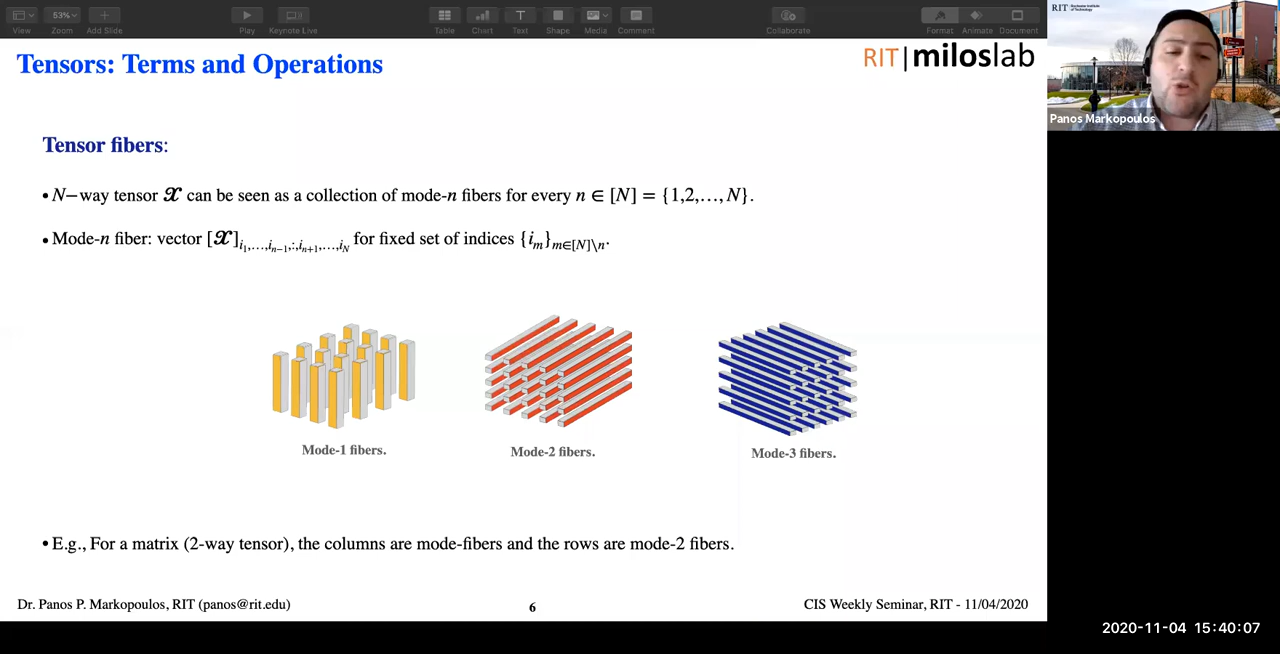 53%
View
Zoom
Add Slide
Play
Keynote Live
Table
Chart
Text
Shape
Media
Comment
Collaborate
Format
Animate
Document
Tensors: Terms and Operations
RIT|miloslab
RIT
Panos Markopoulos
Tensor fibers:
• N−way tensor 𝓧 can be seen as a collection of mode-n fibers for every n ∈ [N] = {1,2,…,N}.
• Mode-n fiber: vector [𝓧]i₁,…,iₙ₋₁,:,iₙ₊₁,…,i_N for fixed set of indices {iₘ}m∈[N]\n.
Mode-1 fibers.
Mode-2 fibers.
Mode-3 fibers.
• E.g., For a matrix (2-way tensor), the columns are mode-fibers and the rows are mode-2 fibers.
Dr. Panos P. Markopoulos, RIT (panos@rit.edu)
6
CIS Weekly Seminar, RIT - 11/04/2020
2020-11-04 15:40:07